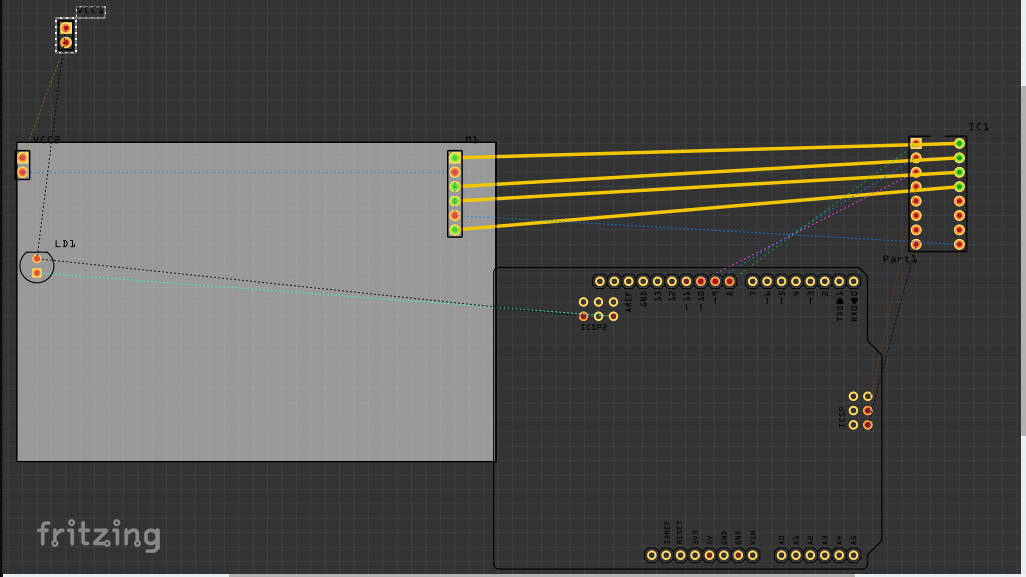 VCC1
IC1
VCC2
M1
LD1
Part1
AREF
GND
13
12
~11
~10
~9
8
7
~6
~5
4
~3
2
TX0▶1
RX0◀0
ICSP2
ICSP
fritzing
IOREF
RESET
3V3
5V
GND
GND
VIN
A0
A1
A2
A3
A4
A5